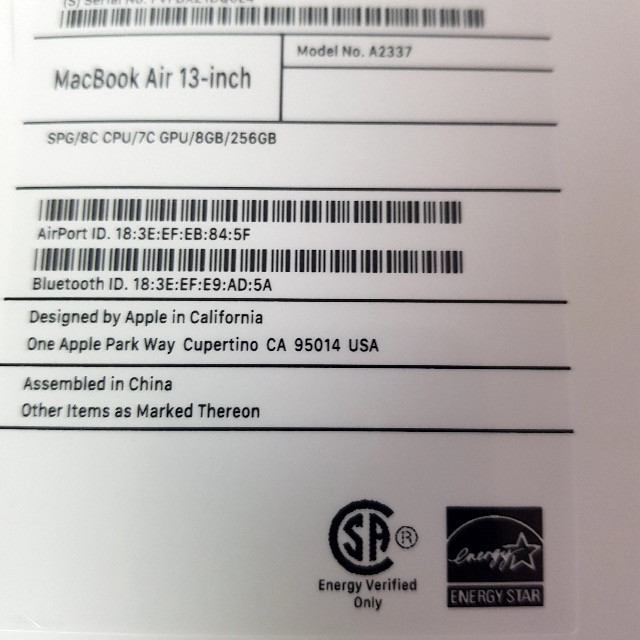 (S) Serial No.
Model No. A2337
MacBook Air 13-inch
SPG/8C CPU/7C GPU/8GB/256GB
AirPort ID. 18:3E:EF:EB:84:5F
Bluetooth ID. 18:3E:EF:E9:AD:5A
Designed by Apple in California
One Apple Park Way Cupertino CA 95014 USA
Assembled in China
Other Items as Marked Thereon
SA ®
Energy Verified
Only
energy
ENERGY STAR